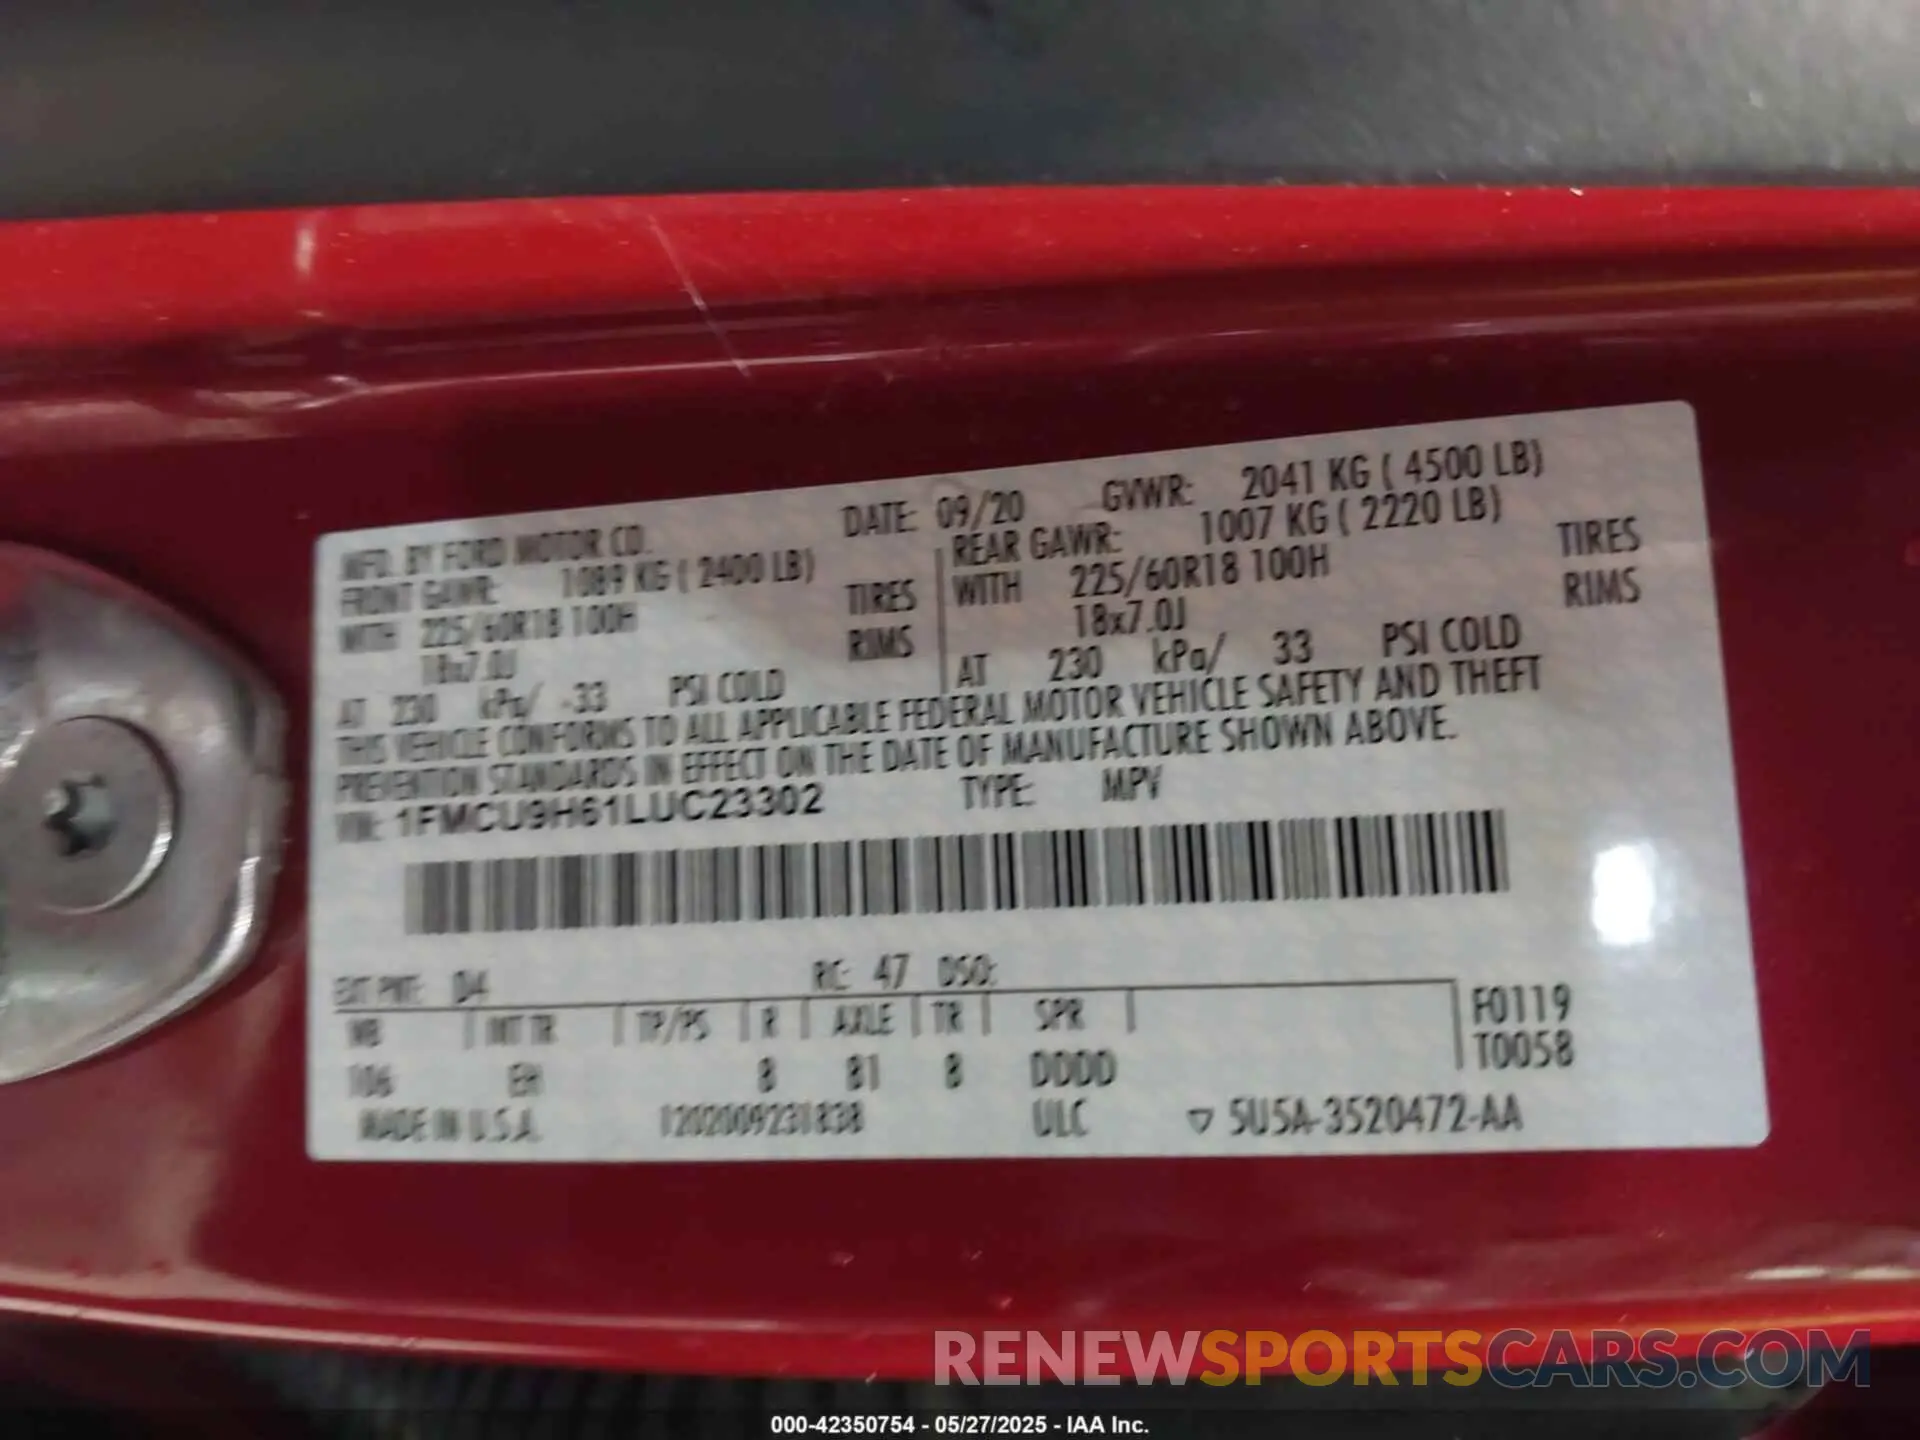 MFD. BY FORD MOTOR CO.
DATE: 09/20 GVWR: 2041 KG ( 4500 LB)
FRONT GAWR: 1089 KG ( 2400 LB)
REAR GAWR: 1007 KG ( 2220 LB)
WITH 225/60R18 100H TIRES
WITH 225/60R18 100H TIRES
18x7.0J RIMS
18x7.0J RIMS
AT 230 kPa/ -33 PSI COLD
AT 230 kPa/ 33 PSI COLD
THIS VEHICLE CONFORMS TO ALL APPLICABLE FEDERAL MOTOR VEHICLE SAFETY AND THEFT
PREVENTION STANDARDS IN EFFECT ON THE DATE OF MANUFACTURE SHOWN ABOVE.
VIN: 1FMCU9H61LUC23302 TYPE: MPV
EXT PNT: D4 RC: 47 DSO:
WB INT TR TP/PS R AXLE TR SPR F0119
T0058
106 EH 8 81 8 DDDD
MADE IN U.S.A. 1202009231838 ULC ▽ 5U5A-3520472-AA
RENEWSPORTSCARS.COM
000-42350754 - 05/27/2025 - IAA Inc.